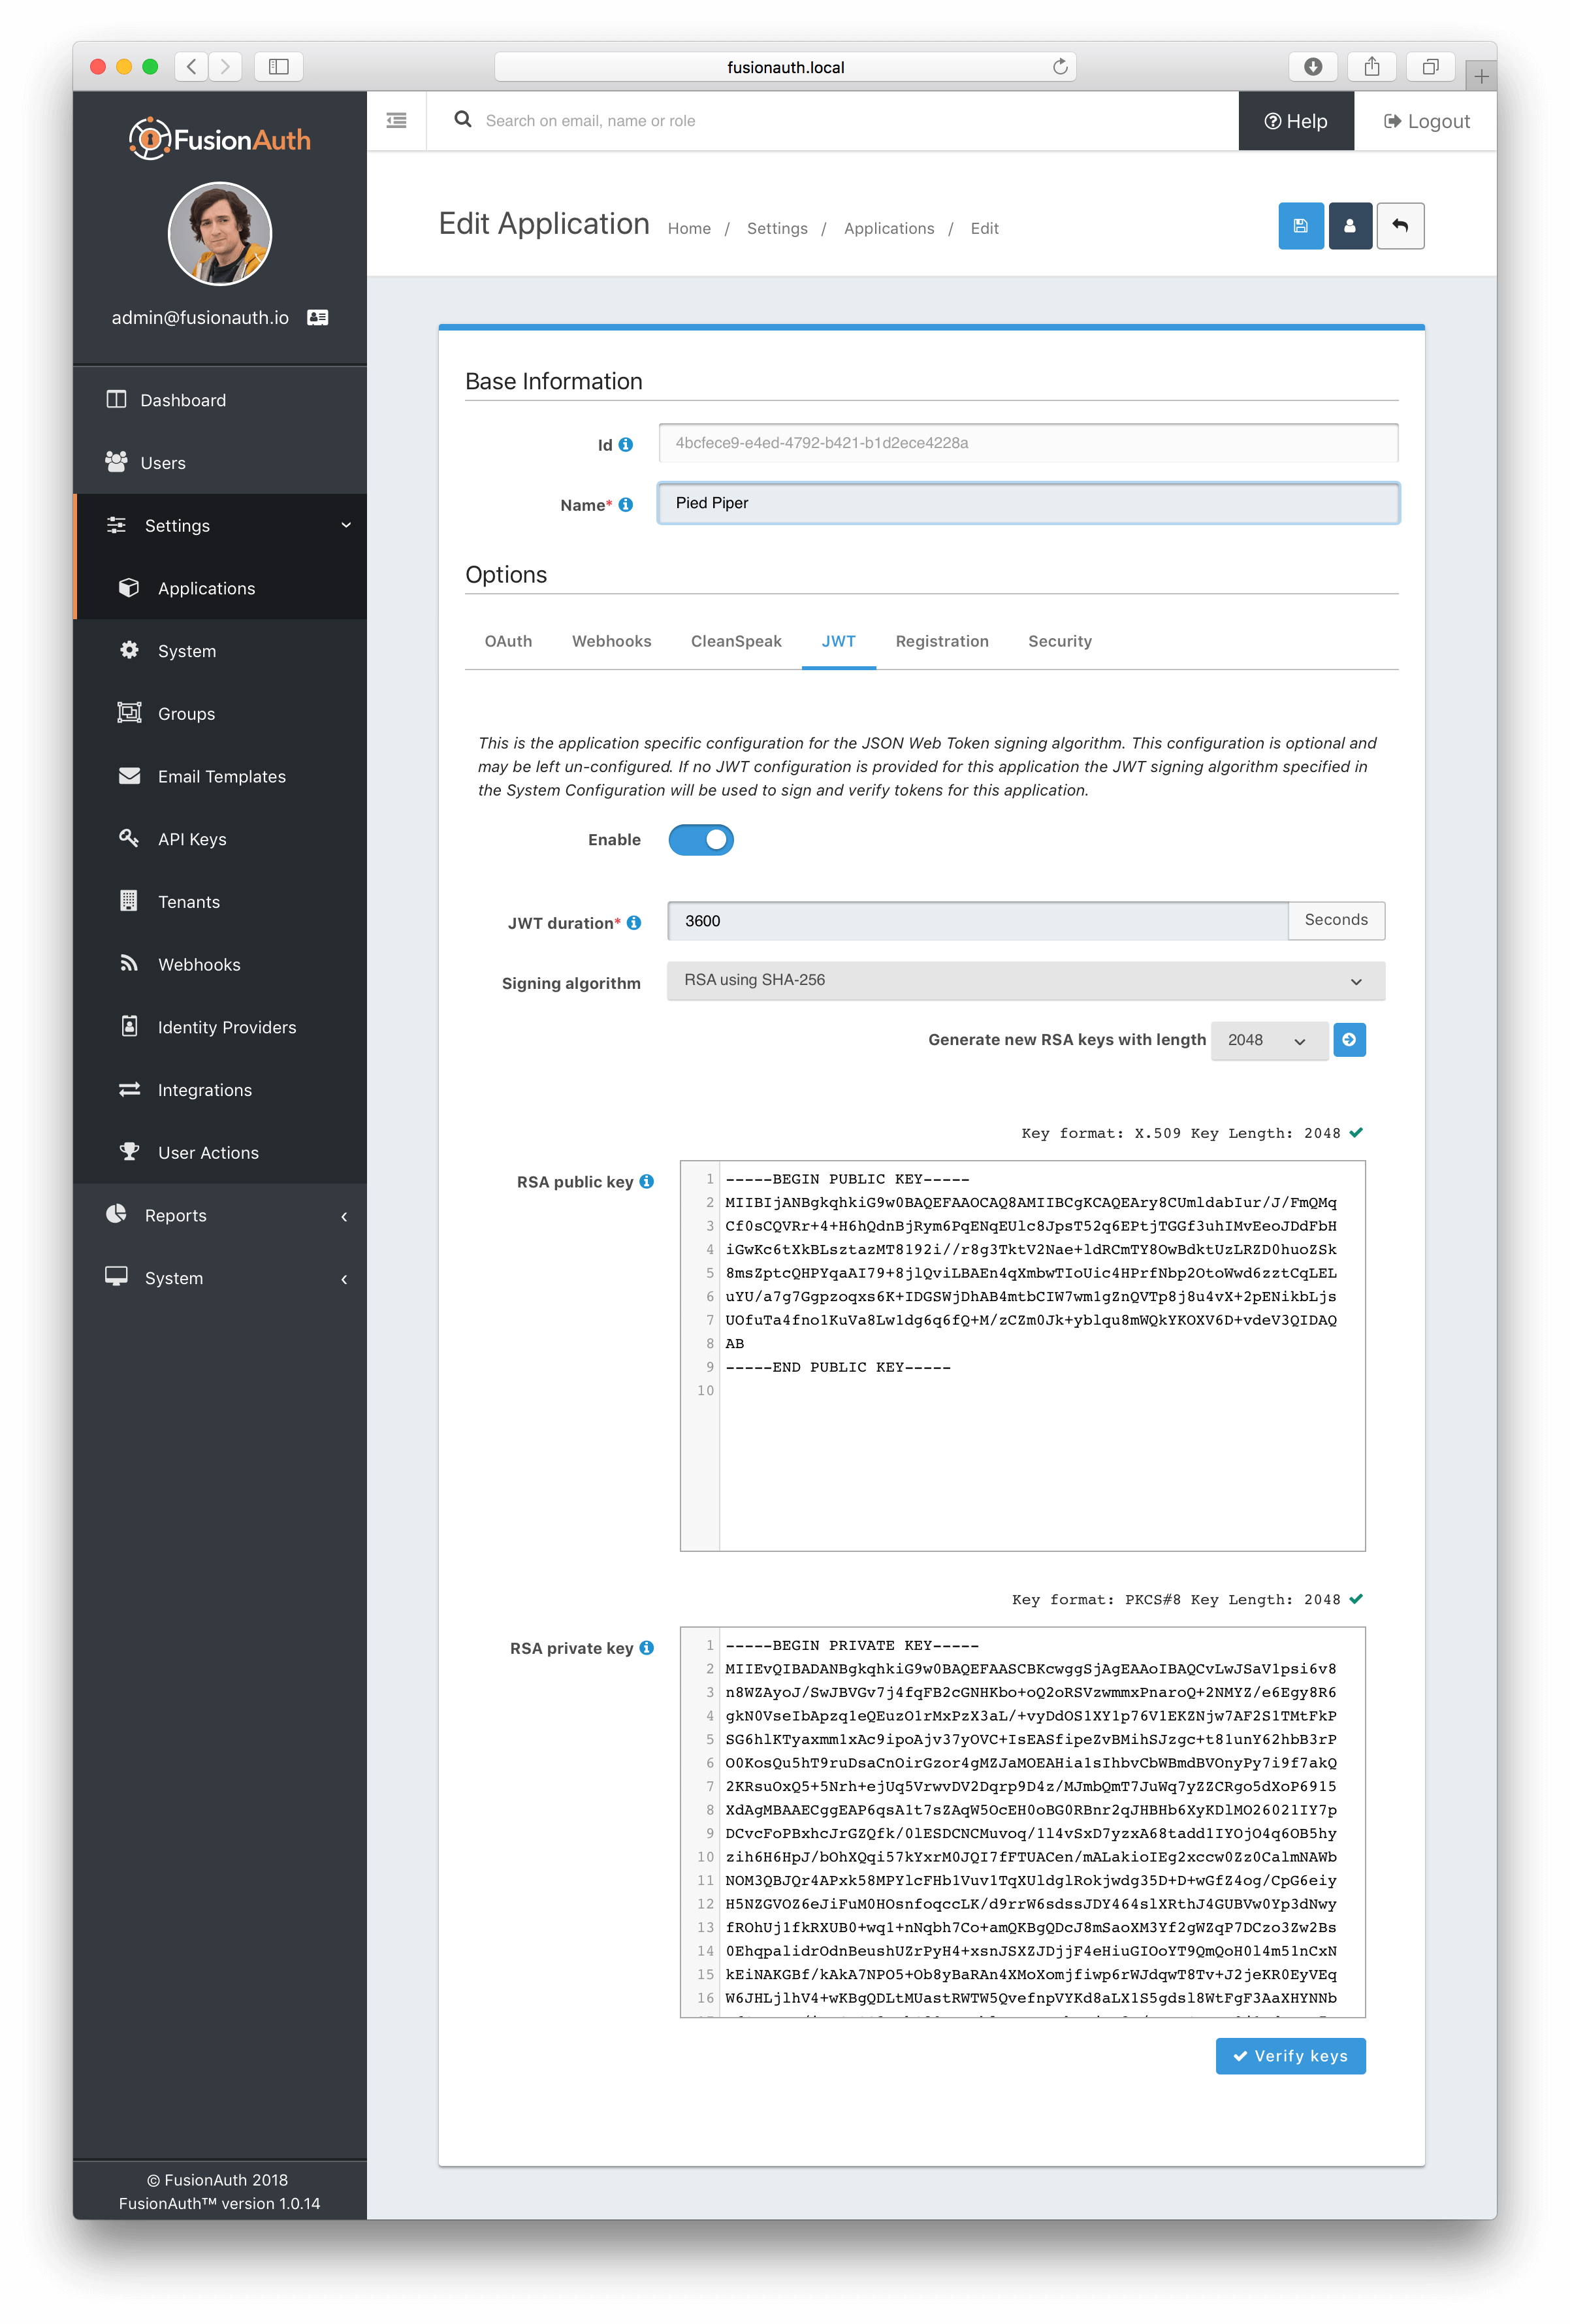 fusionauth.local
FusionAuth
admin@fusionauth.io
Search on email, name or role
Help
Logout
Edit Application
Home / Settings / Applications / Edit
Dashboard
Users
Settings
Applications
System
Groups
Email Templates
API Keys
Tenants
Webhooks
Identity Providers
Integrations
User Actions
Reports
System
© FusionAuth 2018
FusionAuth™ version 1.0.14
Base Information
Id
4bcfece9-e4ed-4792-b421-b1d2ece4228a
Name*
Pied Piper
Options
OAuth Webhooks CleanSpeak JWT Registration Security
This is the application specific configuration for the JSON Web Token signing algorithm. This configuration is optional and
may be left un-configured. If no JWT configuration is provided for this application the JWT signing algorithm specified in
the System Configuration will be used to sign and verify tokens for this application.
Enable
JWT duration*
3600
Seconds
Signing algorithm
RSA using SHA-256
Generate new RSA keys with length 2048
Key format: X.509 Key Length: 2048
RSA public key
1 -----BEGIN PUBLIC KEY-----
2 MIIBIjANBgkqhkiG9w0BAQEFAAOCAQ8AMIIBCgKCAQEAry8CUmldabIur/J/FmQMq
3 Cf0sCQVRr+4+H6hQdnBjRym6PqENqEUlc8JpsT52q6EPtjTGGf3uhIMvEeoJDdFbH
4 iGwKc6tXkBLsztazMT8192i//r8g3TktV2Nae+ldRCmTY8OwBdktUzLRZD0huoZSk
5 8msZptcQHPYqaAI79+8jlQviLBAEn4qXmbwTIoUic4HPrfNbp2OtoWwd6zztCqLEL
6 uYU/a7g7Ggpzoqxs6K+IDGSWjDhAB4mtbCIW7wm1gZnQVTp8j8u4vX+2pENikbLjs
7 UOfuTa4fno1KuVa8Lw1dg6q6fQ+M/zCZm0Jk+yblqu8mWQkYKOXV6D+vdeV3QIDAQ
8 AB
9 -----END PUBLIC KEY-----
10
Key format: PKCS#8 Key Length: 2048
RSA private key
1 -----BEGIN PRIVATE KEY-----
2 MIIEvQIBADANBgkqhkiG9w0BAQEFAASCBKcwggSjAgEAAoIBAQCvLwJSaV1psi6v8
3 n8WZAyoJ/SwJBVGv7j4fqFB2cGNHKbo+oQ2oRSVzwmmxPnaroQ+2NMYZ/e6Egy8R6
4 gkN0VseIbApzq1eQEuzO1rMxPzX3aL/+vyDdOS1XY1p76V1EKZNjw7AF2S1TMtFkP
5 SG6hlKTyaxmm1xAc9ipoAjv37yOVC+IsEASfipeZvBMihSJzgc+t81unY62hbB3rP
6 O0KosQu5hT9ruDsaCnOirGzor4gMZJaMOEAHia1sIhbvCbWBmdBVOnyPy7i9f7akQ
7 2KRsuOxQ5+5Nrh+ejUq5VrwvDV2Dqrp9D4z/MJmbQmT7JuWq7yZZCRgo5dXoP6915
8 XdAgMBAAECggEAP6qsA1t7sZAqW5OcEH0oBG0RBnr2qJHBHb6XyKDlMO26021IY7p
9 DCvcFoPBxhcJrGZQfk/0lESDCNCMuvoq/1l4vSxD7yzxA68tadd1IYOjO4q6OB5hy
10 zih6H6HpJ/bOhXQqi57kYxrM0JQI7fFTUACen/mALakioIEg2xccw0Zz0CalmNAWb
11 NOM3QBJQr4APxk58MPYlcFHb1Vuv1TqXUldglRokjwdg35D+D+wGfZ4og/CpG6eiy
12 H5NZGVOZ6eJiFuM0HOsnfoqccLK/d9rrW6sdssJDY464slXRthJ4GUBVw0Yp3dNwy
13 fROhUj1fkRXUB0+wq1+nNqbh7Co+amQKBgQDcJ8mSaoXM3Yf2gWZqP7DCzo3Zw2Bs
14 0EhqpalidrOdnBeushUZrPyH4+xsnJSXZJDjjF4eHiuGIOoYT9QmQoH0l4m51nCxN
15 kEiNAKGBf/kAkA7NPO5+Ob8yBaRAn4XMoXomjfiwp6rWJdqwT8Tv+J2jeKR0EyVEq
16 W6JHLjlhV4+wKBgQDLtMUastRWTW5QvefnpVYKd8aLX1S5gdsl8WtFgF3AaXHYNNb
Verify keys